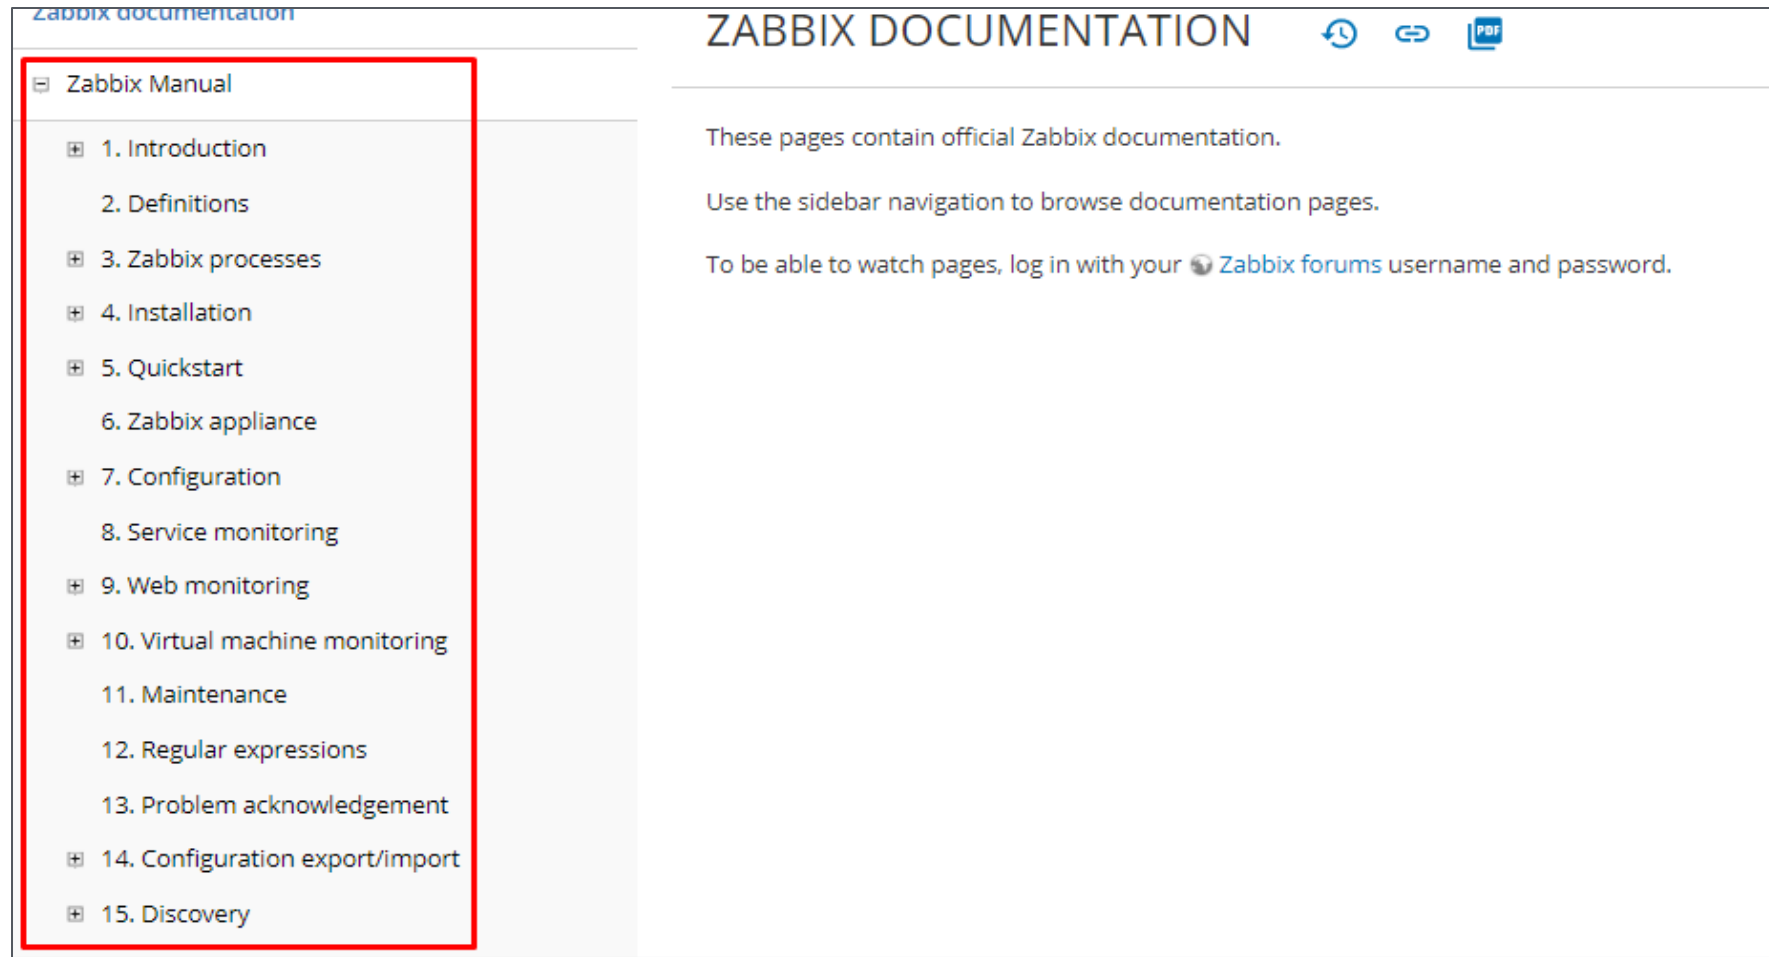 Zabbix documentation
Zabbix Manual
1. Introduction
2. Definitions
3. Zabbix processes
4. Installation
5. Quickstart
6. Zabbix appliance
7. Configuration
8. Service monitoring
9. Web monitoring
10. Virtual machine monitoring
11. Maintenance
12. Regular expressions
13. Problem acknowledgement
14. Configuration export/import
15. Discovery
ZABBIX DOCUMENTATION
PDF
These pages contain official Zabbix documentation.
Use the sidebar navigation to browse documentation pages.
To be able to watch pages, log in with your Zabbix forums username and password.